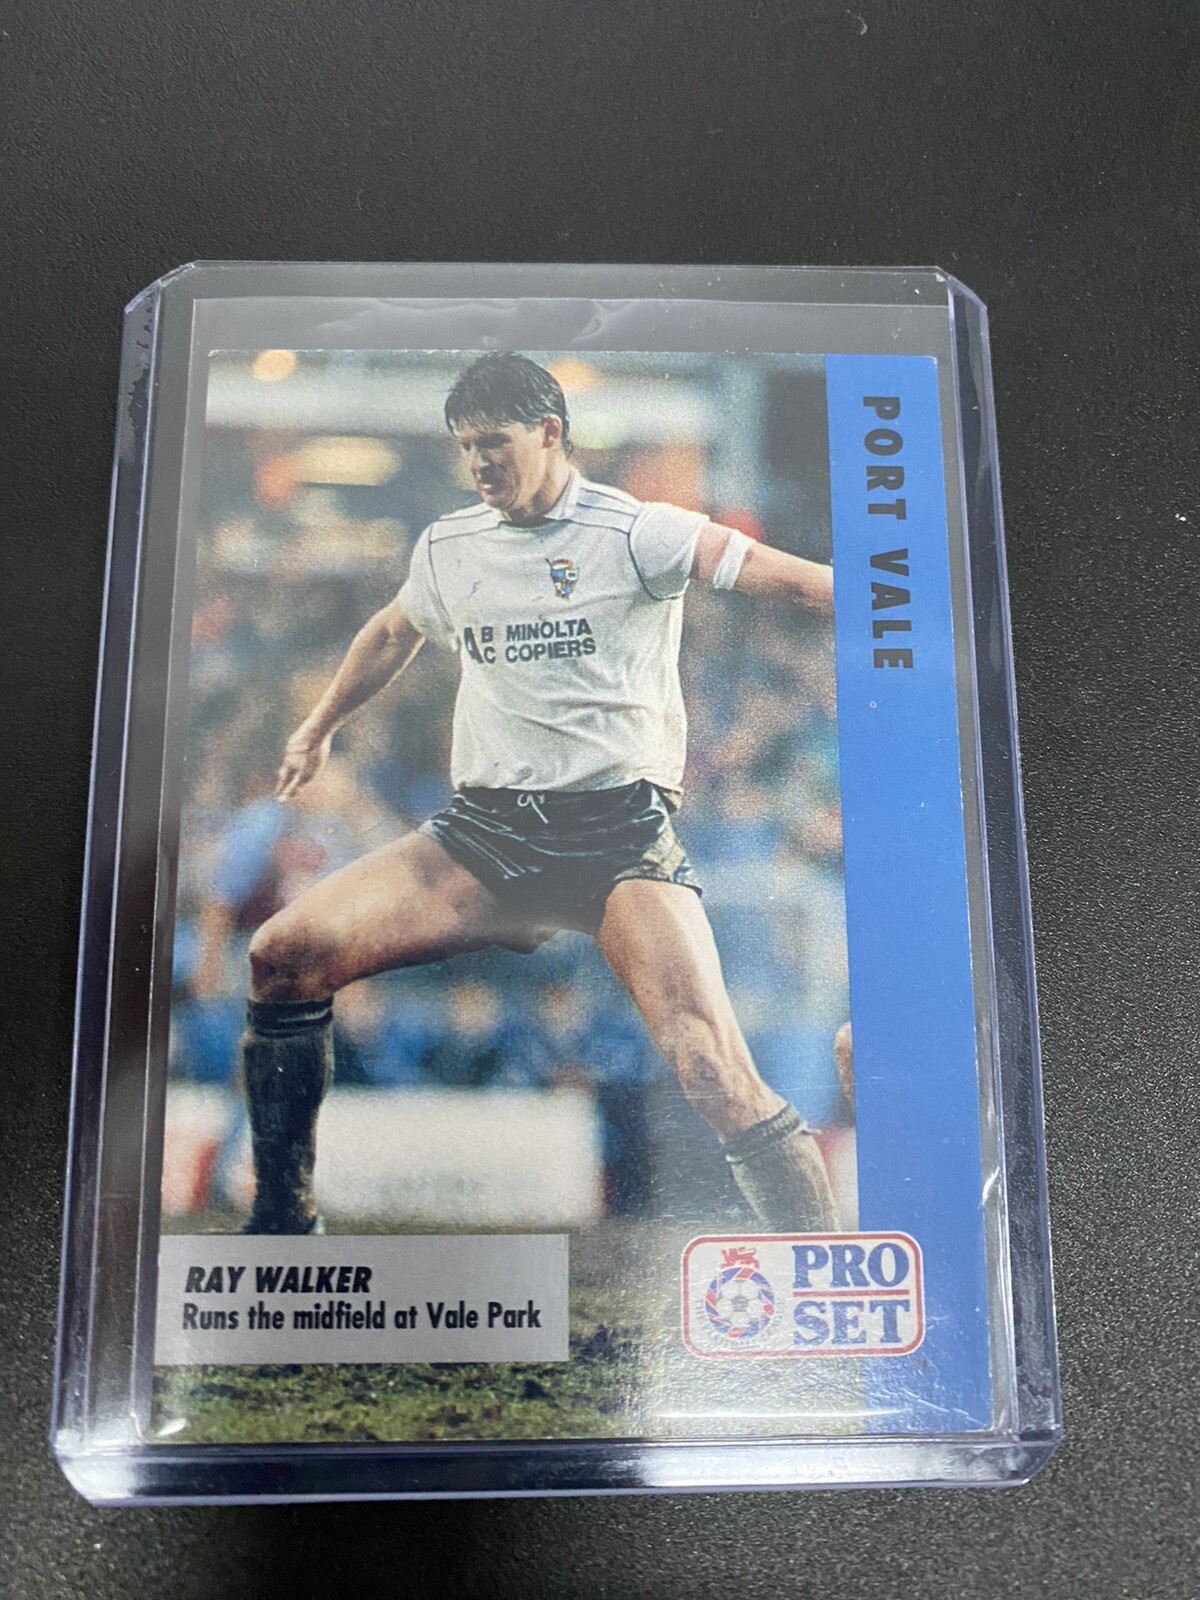 PORT VALE
A B MINOLTA
C COPIERS
RAY WALKER
Runs the midfield at Vale Park
PRO
SET